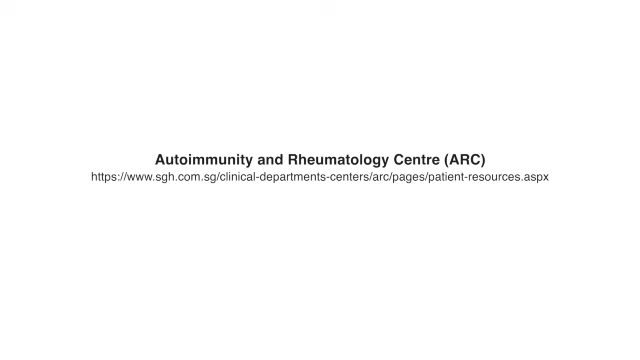 Autoimmunity and Rheumatology Centre (ARC)
https://www.sgh.com.sg/clinical-departments-centers/arc/pages/patient-resources.aspx